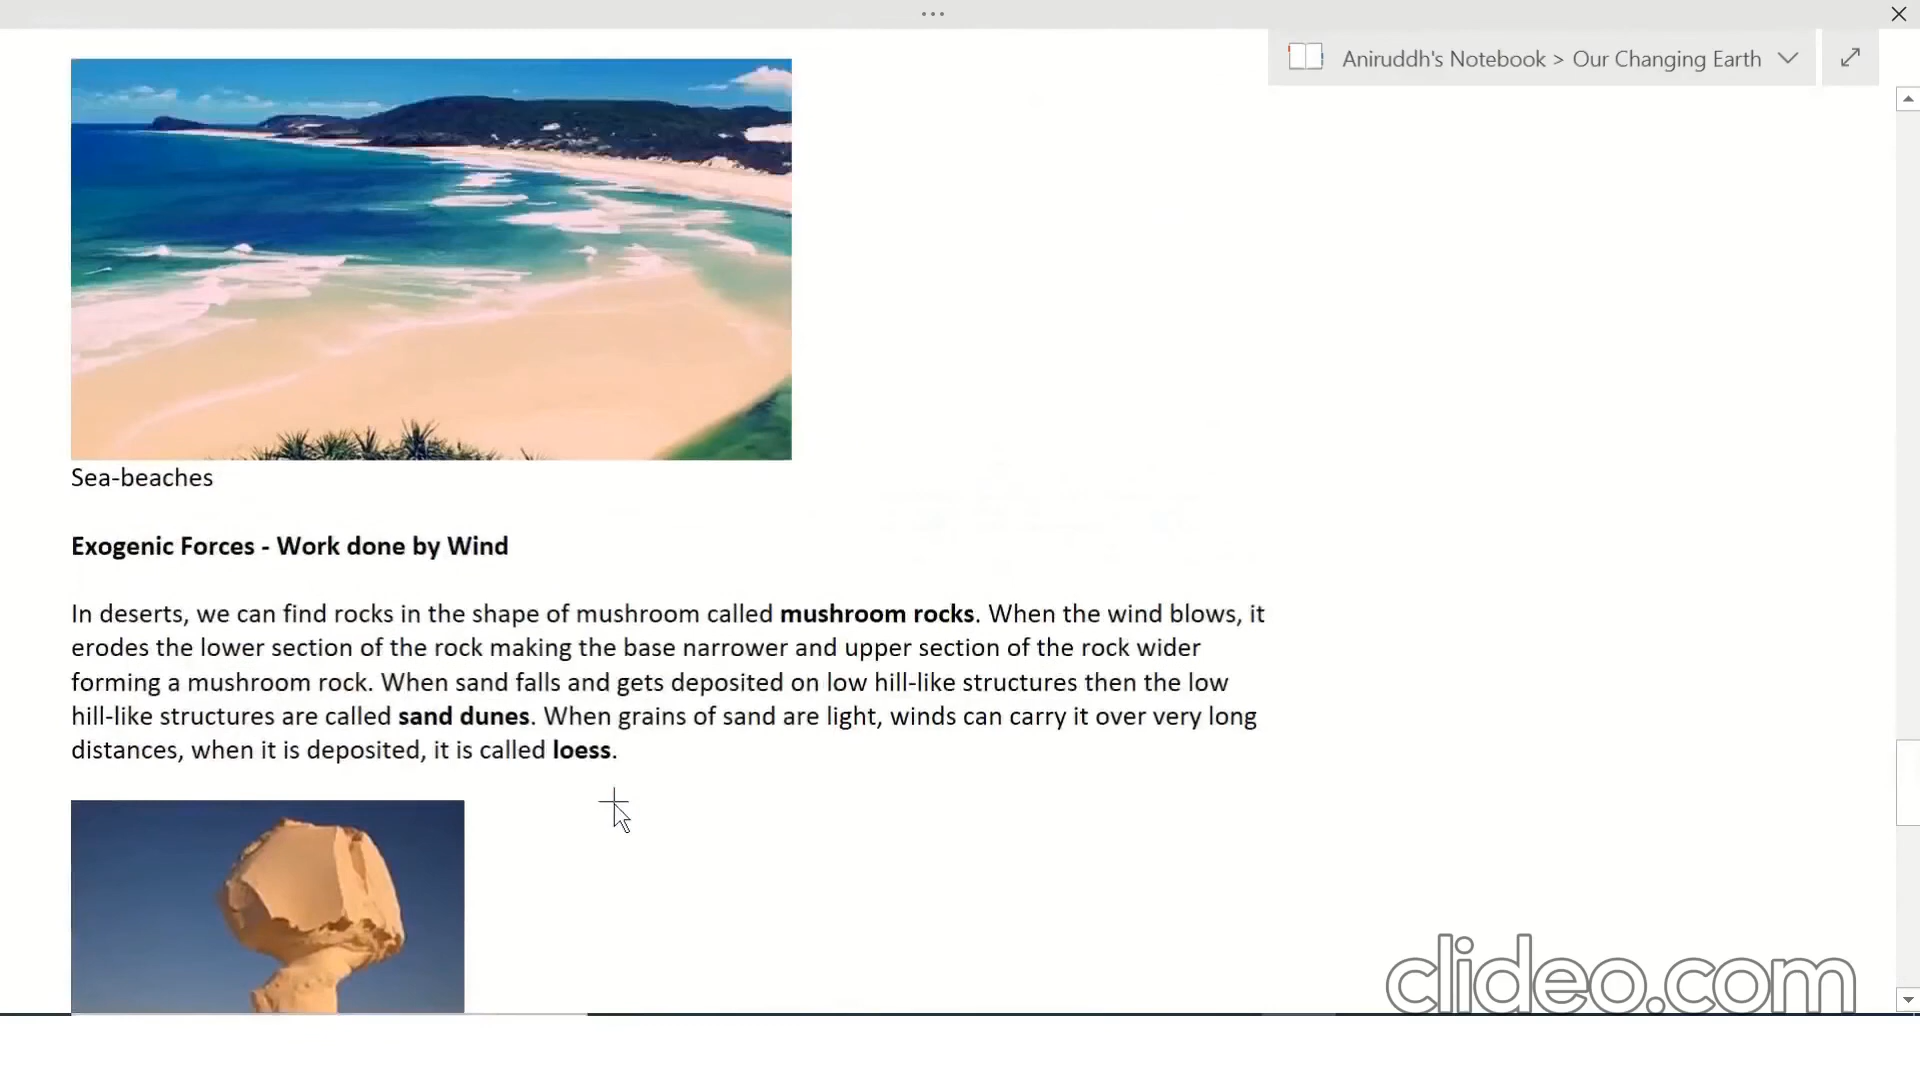 Aniruddh's Notebook > Our Changing Earth
Sea-beaches
Exogenic Forces - Work done by Wind
In deserts, we can find rocks in the shape of mushroom called mushroom rocks. When the wind blows, it
erodes the lower section of the rock making the base narrower and upper section of the rock wider
forming a mushroom rock. When sand falls and gets deposited on low hill-like structures then the low
hill-like structures are called sand dunes. When grains of sand are light, winds can carry it over very long
distances, when it is deposited, it is called loess.
clideo.com